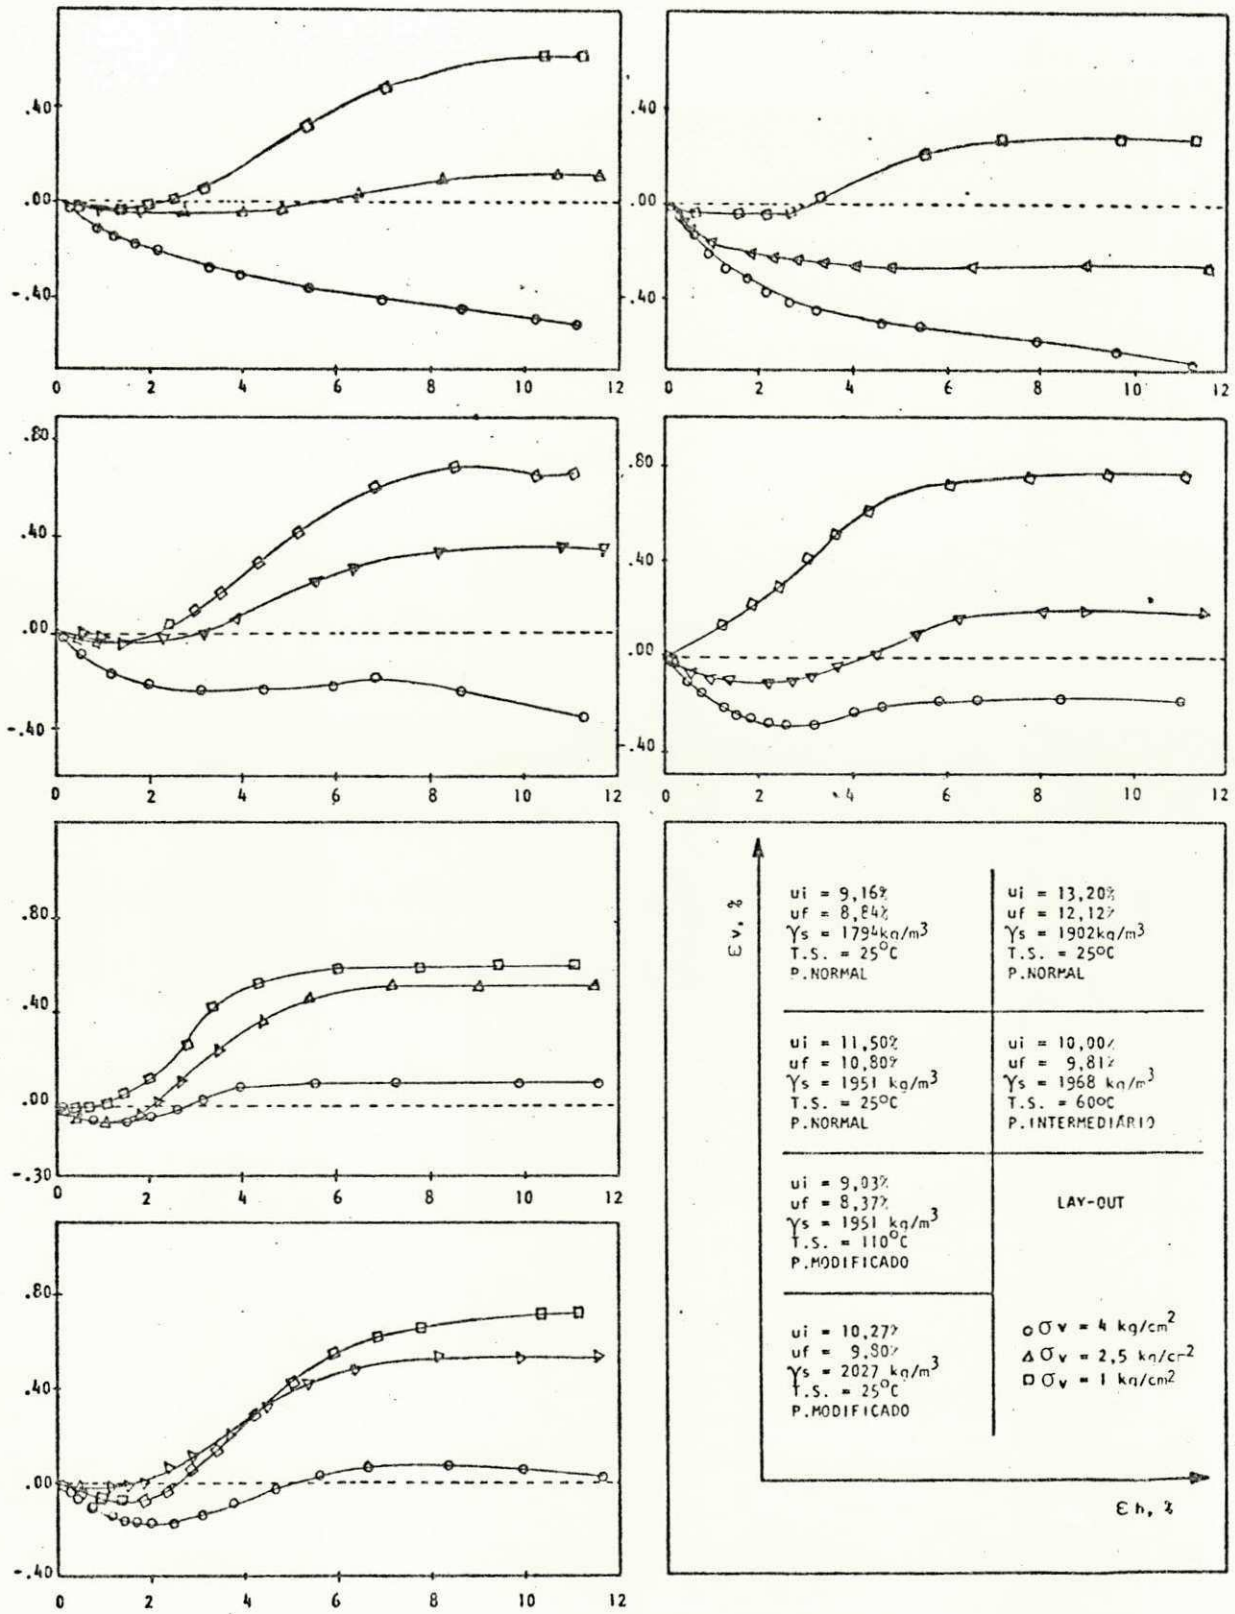 .40
.00
-.40
0 2 4 6 8 10 12
.40
.00
.40
0 2 4 6 8 10 12
.80
.40
.00
-.40
0 2 4 6 8 10 12
.80
.40
.00
-.40
0 2 4 6 8 10 12
.80
.40
.00
-.30
0 2 4 6 8 10 12
.80
.40
.00
-.40
0 2 4 6 8 10 12
εv, %
ui = 9,16%
uf = 8,84%
γs = 1794kg/m³
T.S. = 25°C
P.NORMAL
ui = 13,20%
uf = 12,12%
γs = 1902kg/m³
T.S. = 25°C
P.NORMAL
ui = 11,50%
uf = 10,80%
γs = 1951 kg/m³
T.S. = 25°C
P.NORMAL
ui = 10,00%
uf = 9,81%
γs = 1968 kg/m³
T.S. = 60°C
P.INTERMEDIÁRIO
ui = 9,03%
uf = 8,37%
γs = 1951 kg/m³
T.S. = 110°C
P.MODIFICADO
LAY-OUT
ui = 10,27%
uf = 9,80%
γs = 2027 kg/m³
T.S. = 25°C
P.MODIFICADO
σv = 4 kg/cm²
σv = 2,5 kg/cm²
σv = 1 kg/cm²
εh, %